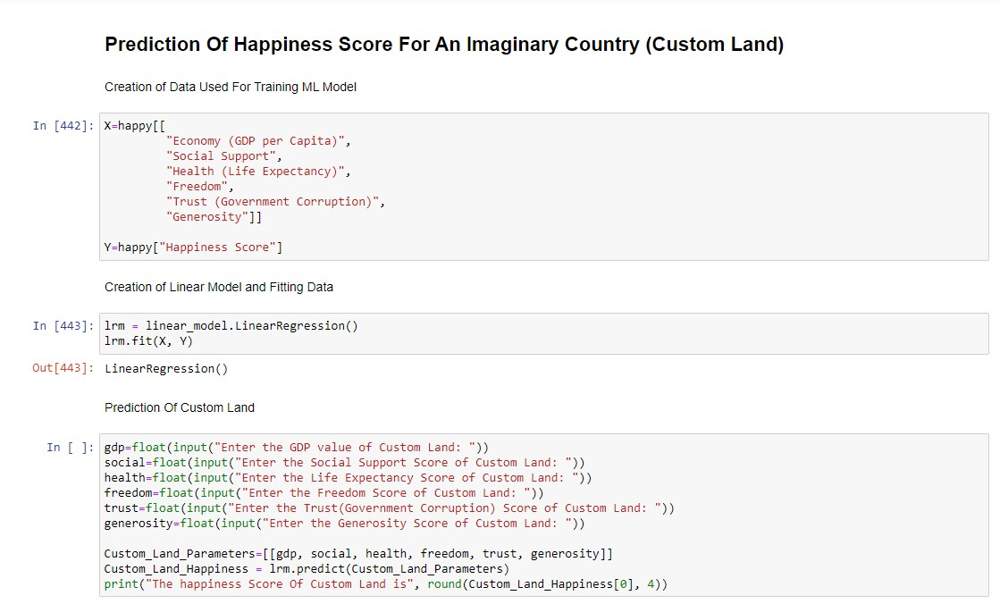 Prediction Of Happiness Score For An Imaginary Country (Custom Land)
Creation of Data Used For Training ML Model
In [442]: X=happy[[
"Economy (GDP per Capita)",
"Social Support",
"Health (Life Expectancy)",
"Freedom",
"Trust (Government Corruption)",
"Generosity"]]
Y=happy["Happiness Score"]
Creation of Linear Model and Fitting Data
In [443]: lrm = linear_model.LinearRegression()
lrm.fit(X, Y)
Out[443]: LinearRegression()
Prediction Of Custom Land
In [ ]: gdp=float(input("Enter the GDP value of Custom Land: "))
social=float(input("Enter the Social Support Score of Custom Land: "))
health=float(input("Enter the Life Expectancy Score of Custom Land: "))
freedom=float(input("Enter the Freedom Score of Custom Land: "))
trust=float(input("Enter the Trust(Government Corruption) Score of Custom Land: "))
generosity=float(input("Enter the Generosity Score of Custom Land: "))
Custom_Land_Parameters=[[gdp, social, health, freedom, trust, generosity]]
Custom_Land_Happiness = lrm.predict(Custom_Land_Parameters)
print("The happiness Score Of Custom Land is", round(Custom_Land_Happiness[0], 4))